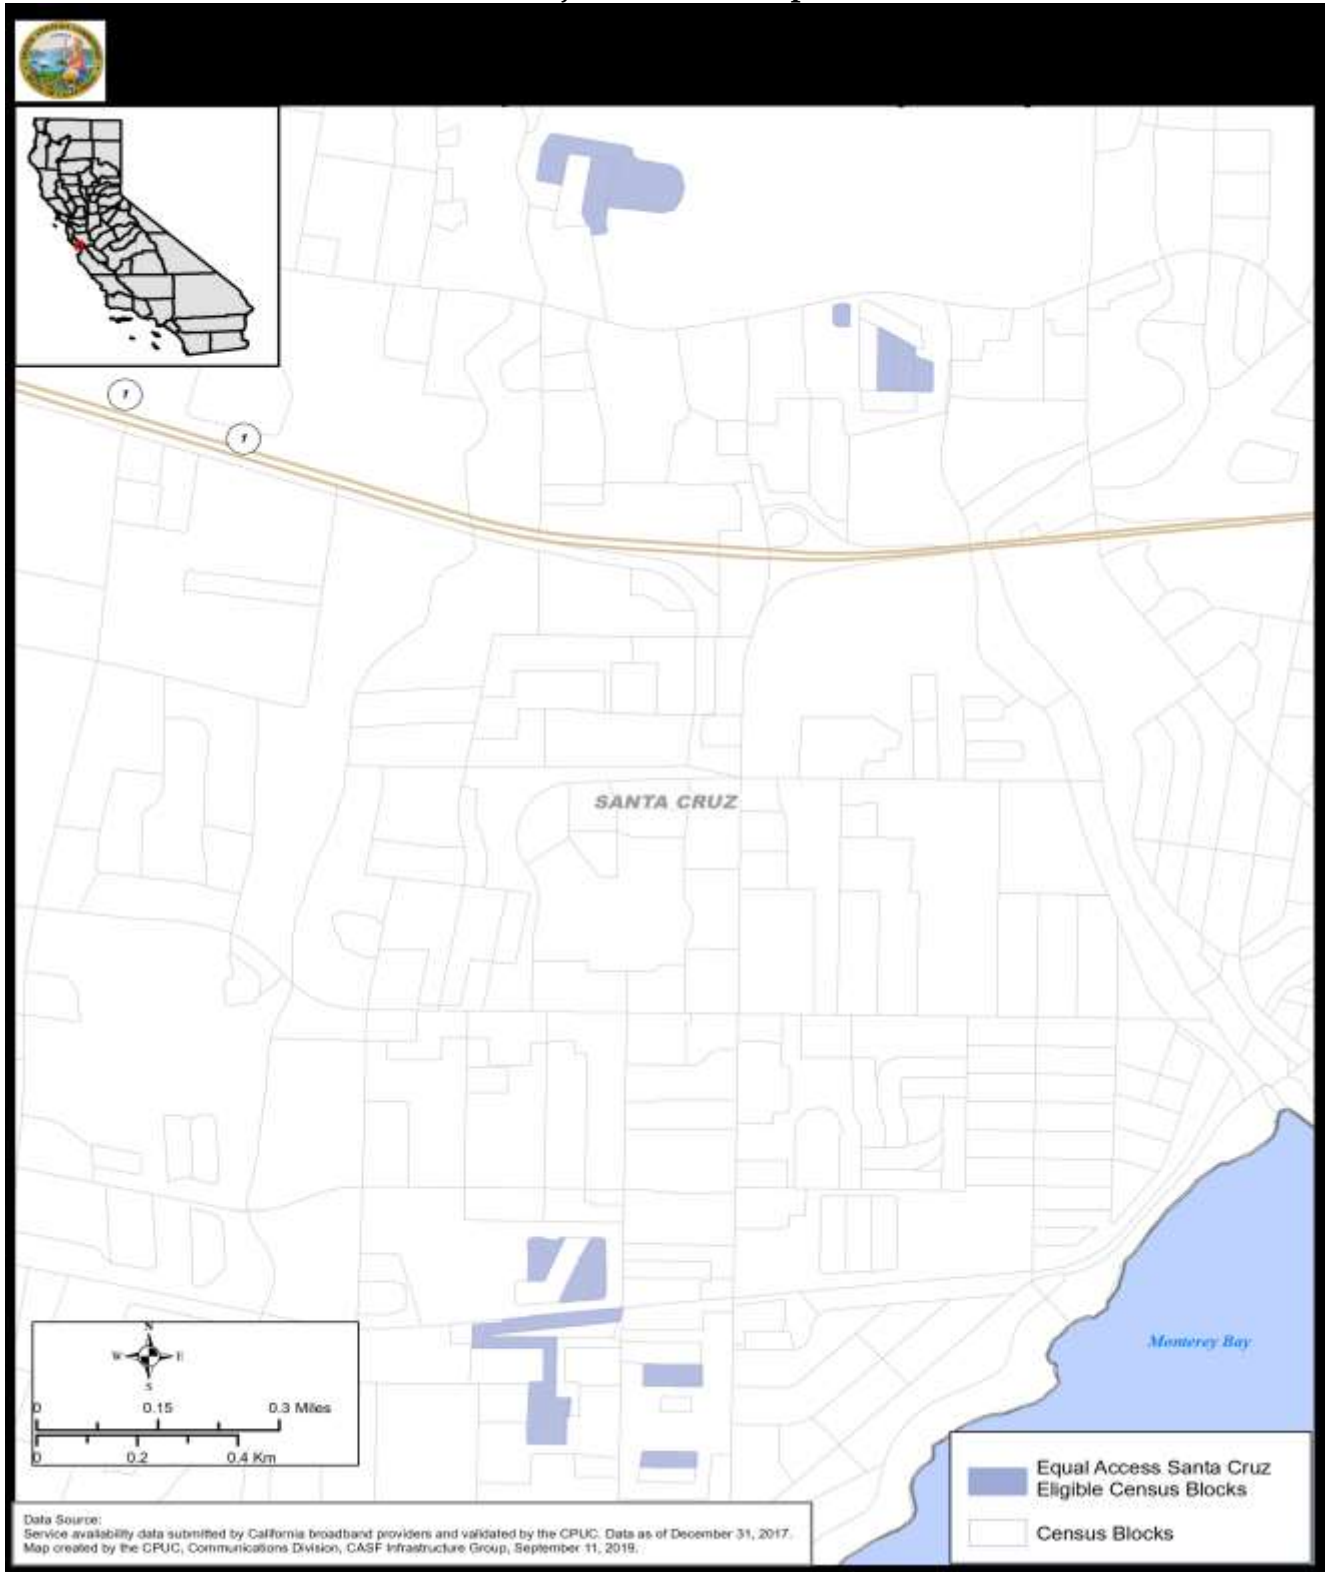 1
1
SANTA CRUZ
Monterey Bay
N
W E
S
0 0.15 0.3 Miles
0 0.2 0.4 Km
Equal Access Santa Cruz
Eligible Census Blocks
Census Blocks
Data Source:
Service availability data submitted by California broadband providers and validated by the CPUC. Data as of December 31, 2017.
Map created by the CPUC, Communications Division, CASF Infrastructure Group, September 11, 2019.